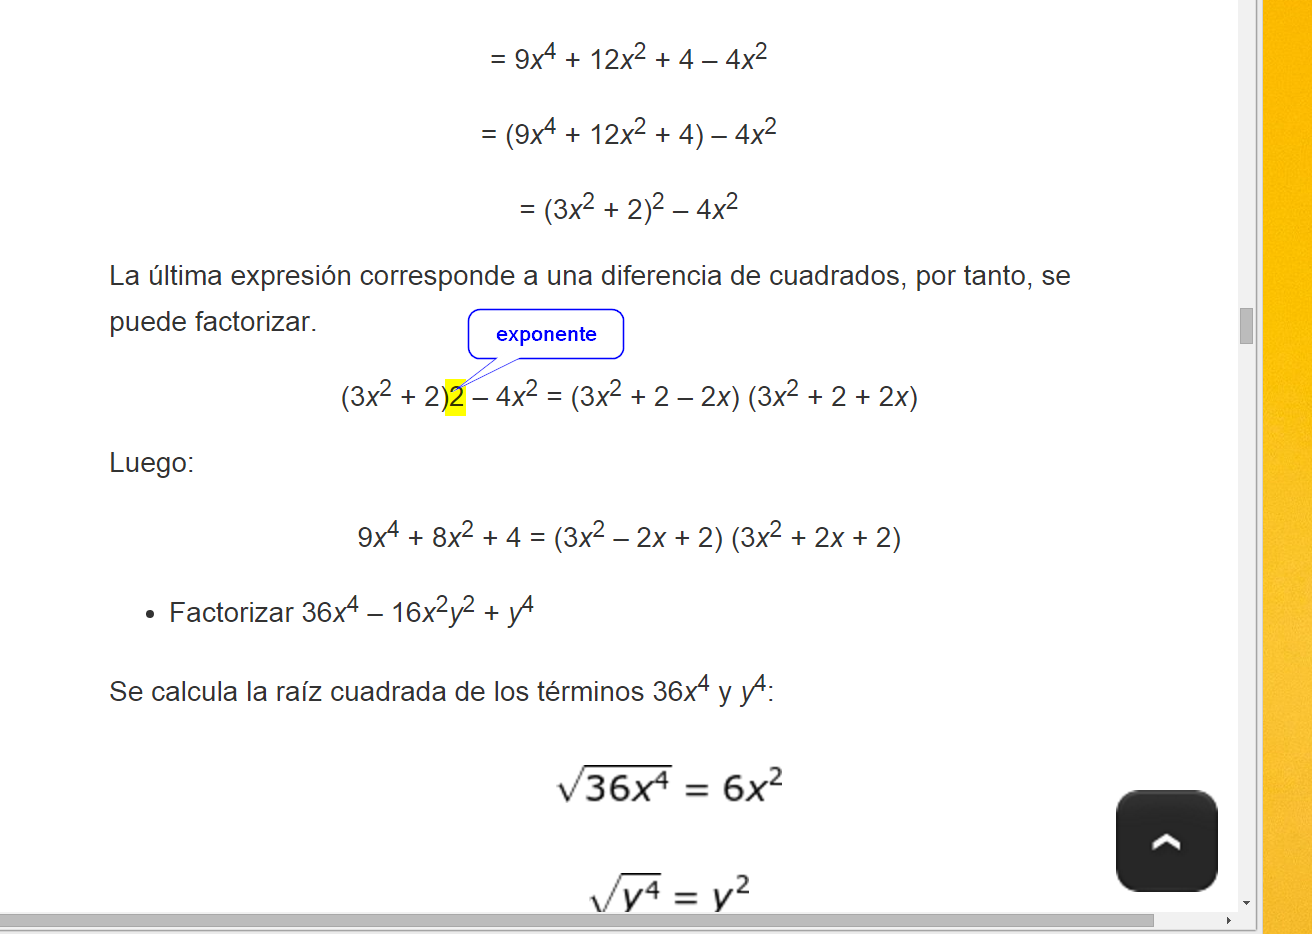 = 9x⁴ + 12x² + 4 – 4x²
= (9x⁴ + 12x² + 4) – 4x²
= (3x² + 2)² – 4x²
La última expresión corresponde a una diferencia de cuadrados, por tanto, se
puede factorizar.
exponente
(3x² + 2)2 – 4x² = (3x² + 2 – 2x) (3x² + 2 + 2x)
Luego:
9x⁴ + 8x² + 4 = (3x² – 2x + 2) (3x² + 2x + 2)
• Factorizar 36x⁴ – 16x²y² + y⁴
Se calcula la raíz cuadrada de los términos 36x⁴ y y⁴:
√36x⁴ = 6x²
√y⁴ = y²